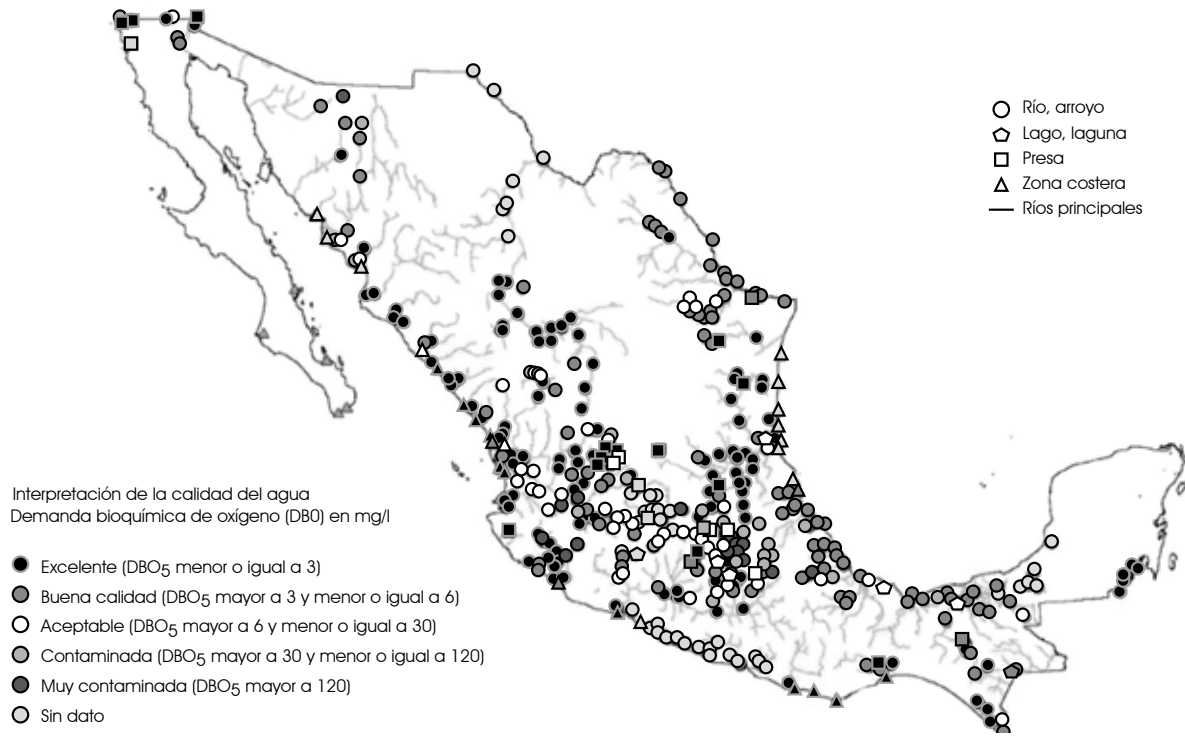 Río, arroyo
Lago, laguna
Presa
Zona costera
Ríos principales
Interpretación de la calidad del agua
Demanda bioquímica de oxígeno (DB0) en mg/l
Excelente (DBO5 menor o igual a 3)
Buena calidad (DBO5 mayor a 3 y menor o igual a 6)
Aceptable (DBO5 mayor a 6 y menor o igual a 30)
Contaminada (DBO5 mayor a 30 y menor o igual a 120)
Muy contaminada (DBO5 mayor a 120)
Sin dato